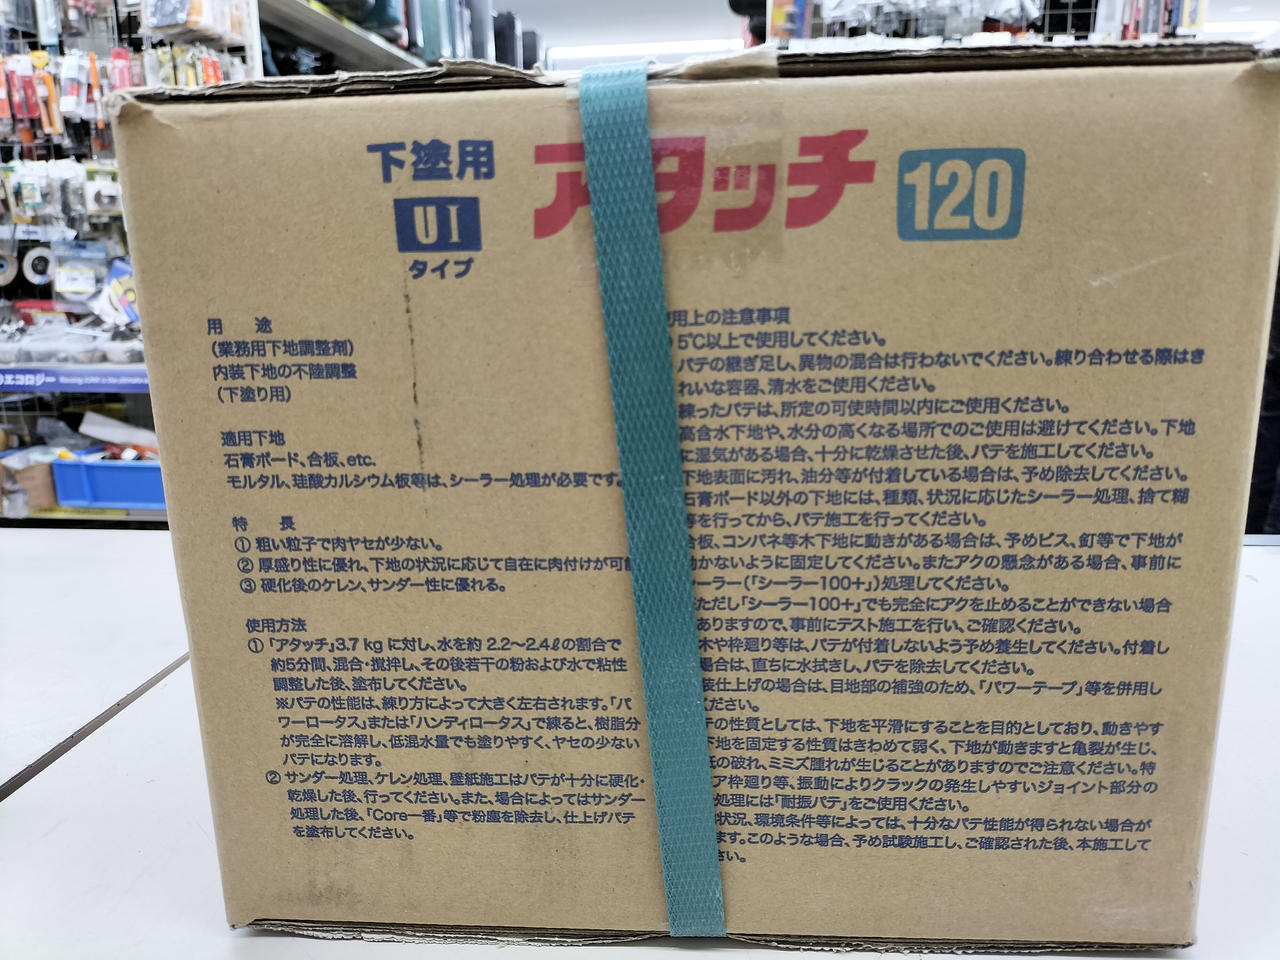 下塗用
UI
タイプ
アタッチ
120
用 途
(業務用下地調整剤)
内装下地の不陸調整
(下塗り用)
適用下地
石膏ボード、合板、etc.
モルタル、珪酸カルシウム板等は、シーラー処理が必要です。
特 長
① 粗い粒子で肉ヤセが少ない。
② 厚盛り性に優れ、下地の状況に応じて自在に肉付けが可能
③ 硬化後のケレン、サンダー性に優れる。
使用方法
① 「アタッチ」3.7 kg に対し、水を約 2.2〜2.4ℓの割合で
約5分間、混合・撹拌し、その後若干の粉および水で粘性
調整した後、塗布してください。
※パテの性能は、練り方によって大きく左右されます。「パ
ワーロータス」または「ハンディロータス」で練ると、樹脂分
が完全に溶解し、低混水量でも塗りやすく、ヤセの少ない
パテになります。
② サンダー処理、ケレン処理、壁紙施工はパテが十分に硬化・
乾燥した後、行ってください。また、場合によってはサンダー
処理した後、「Core一番」等で粉塵を除去し、仕上げパテ
を塗布してください。
用上の注意事項
5℃以上で使用してください。
パテの継ぎ足し、異物の混合は行わないでください。練り合わせる際はき
れいな容器、清水をご使用ください。
練ったパテは、所定の可使時間以内にご使用ください。
高含水下地や、水分の高くなる場所でのご使用は避けてください。下地
に湿気がある場合、十分に乾燥させた後、パテを施工してください。
下地表面に汚れ、油分等が付着している場合は、予め除去してください。
石膏ボード以外の下地には、種類、状況に応じたシーラー処理、捨て糊
等を行ってから、パテ施工を行ってください。
合板、コンパネ等木下地に動きがある場合は、予めビス、釘等で下地が
動かないように固定してください。またアクの懸念がある場合、事前に
ーラー(「シーラー100+」)処理してください。
ただし「シーラー100+」でも完全にアクを止めることができない場合
ありますので、事前にテスト施工を行い、ご確認ください。
木や枠廻り等は、パテが付着しないよう予め養生してください。付着し
場合は、直ちに水拭きし、パテを除去してください。
装仕上げの場合は、目地部の補強のため、「パワーテープ」等を併用し
ください。
テの性質としては、下地を平滑にすることを目的としており、動きやす
下地を固定する性質はきわめて弱く、下地が動きますと亀裂が生じ、
紙の破れ、ミミズ腫れが生じることがありますのでご注意ください。特
ア枠廻り等、振動によりクラックの発生しやすいジョイント部分の
処理には「耐振パテ」をご使用ください。
状況、環境条件等によっては、十分なパテ性能が得られない場合が
ます。このような場合、予め試験施工し、ご確認された後、本施工して
さい。
エコロジー